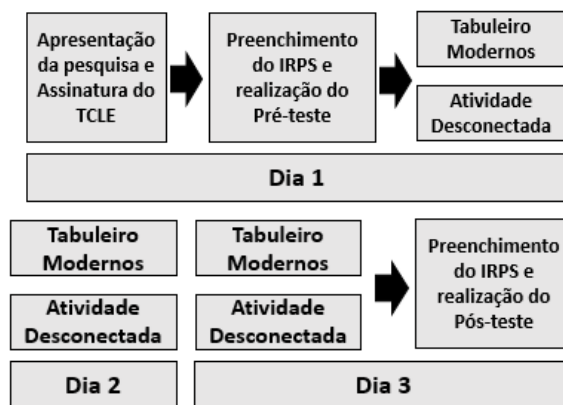 Apresentação
da pesquisa e
Assinatura do
TCLE
Preenchimento
do IRPS e
realização do
Pré-teste
Tabuleiro
Modernos
Atividade
Desconectada
Dia 1
Tabuleiro
Modernos
Atividade
Desconectada
Dia 2
Tabuleiro
Modernos
Atividade
Desconectada
Preenchimento
do IRPS e
realização do
Pós-teste
Dia 3